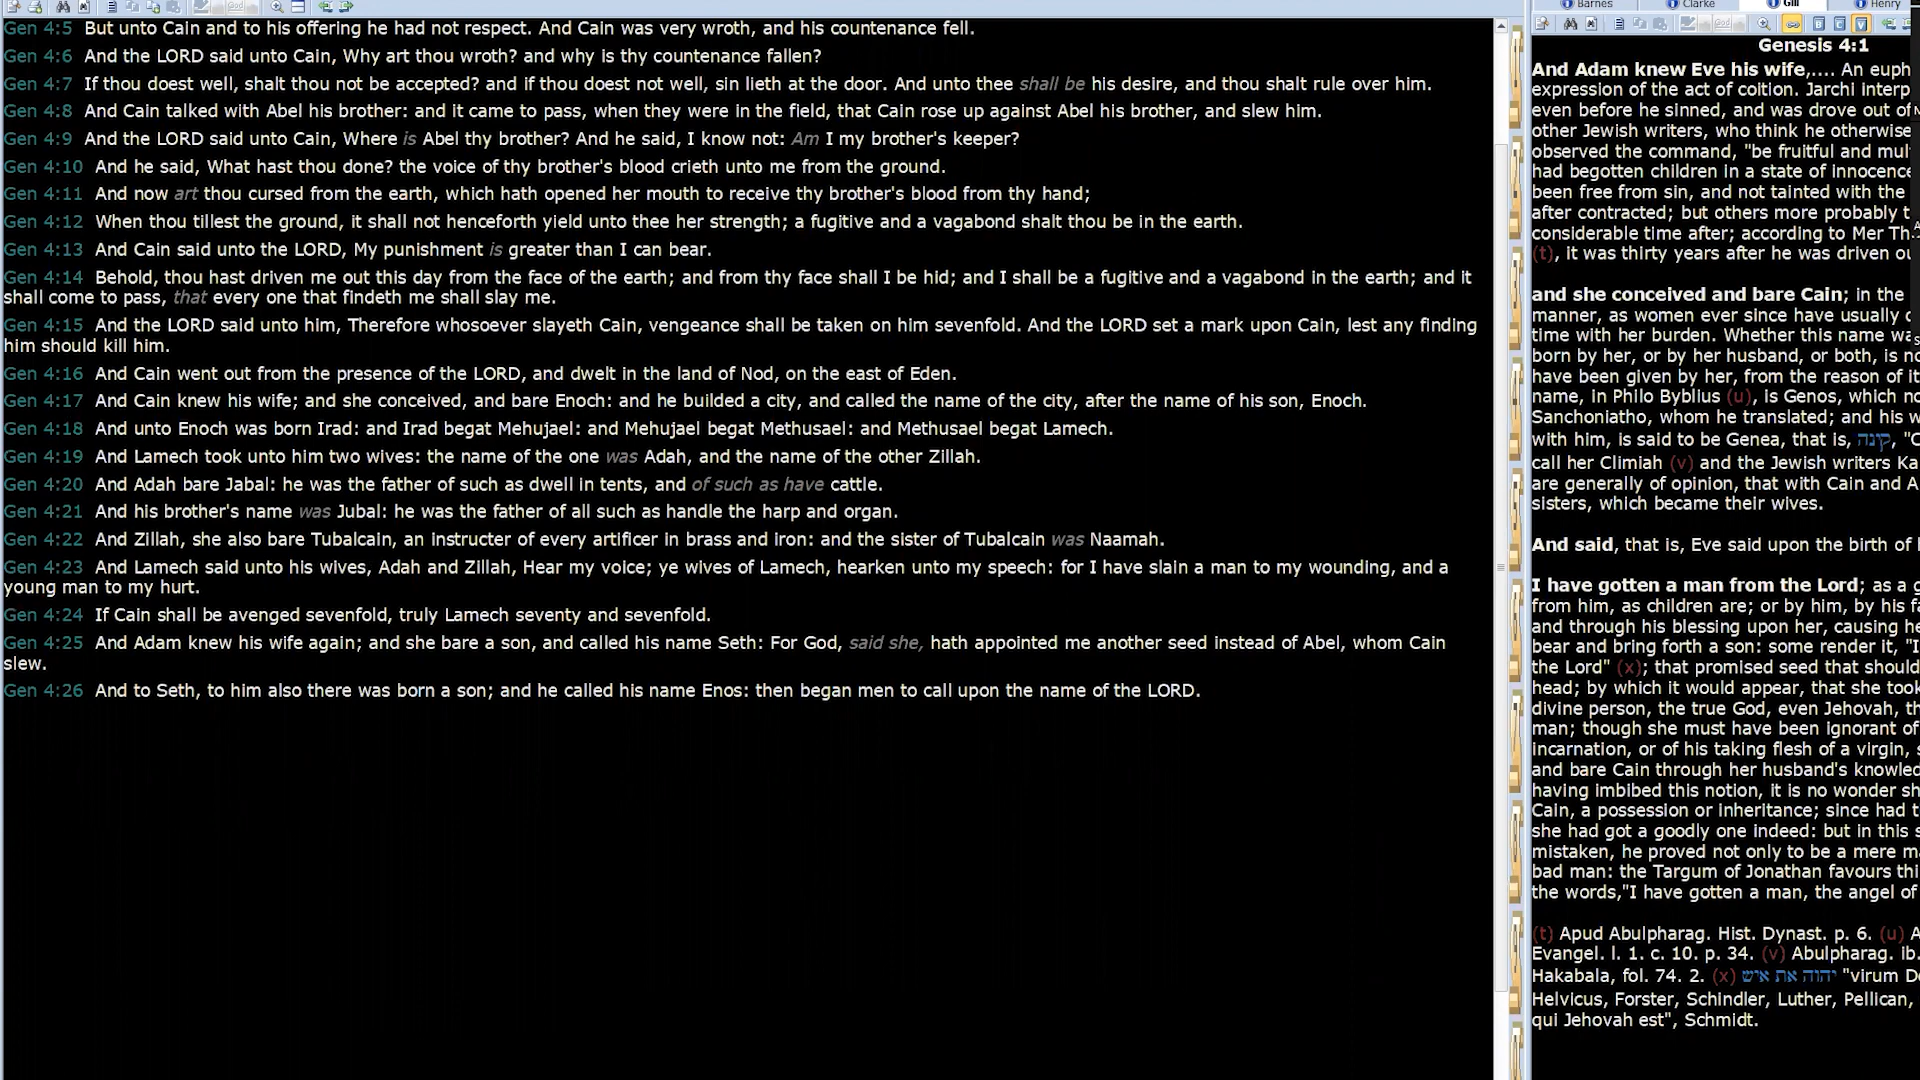 Gen 4:5 But unto Cain and to his offering he had not respect. And Cain was very wroth, and his countenance fell.
Gen 4:6 And the LORD said unto Cain, Why art thou wroth? and why is thy countenance fallen?
Gen 4:7 If thou doest well, shalt thou not be accepted? and if thou doest not well, sin lieth at the door. And unto thee shall be his desire, and thou shalt rule over him.
Gen 4:8 And Cain talked with Abel his brother: and it came to pass, when they were in the field, that Cain rose up against Abel his brother, and slew him.
Gen 4:9 And the LORD said unto Cain, Where is Abel thy brother? And he said, I know not: Am I my brother's keeper?
Gen 4:10 And he said, What hast thou done? the voice of thy brother's blood crieth unto me from the ground.
Gen 4:11 And now art thou cursed from the earth, which hath opened her mouth to receive thy brother's blood from thy hand;
Gen 4:12 When thou tillest the ground, it shall not henceforth yield unto thee her strength; a fugitive and a vagabond shalt thou be in the earth.
Gen 4:13 And Cain said unto the LORD, My punishment is greater than I can bear.
Gen 4:14 Behold, thou hast driven me out this day from the face of the earth; and from thy face shall I be hid; and I shall be a fugitive and a vagabond in the earth; and it
shall come to pass, that every one that findeth me shall slay me.
Gen 4:15 And the LORD said unto him, Therefore whosoever slayeth Cain, vengeance shall be taken on him sevenfold. And the LORD set a mark upon Cain, lest any finding
him should kill him.
Gen 4:16 And Cain went out from the presence of the LORD, and dwelt in the land of Nod, on the east of Eden.
Gen 4:17 And Cain knew his wife; and she conceived, and bare Enoch: and he builded a city, and called the name of the city, after the name of his son, Enoch.
Gen 4:18 And unto Enoch was born Irad: and Irad begat Mehujael: and Mehujael begat Methusael: and Methusael begat Lamech.
Gen 4:19 And Lamech took unto him two wives: the name of the one was Adah, and the name of the other Zillah.
Gen 4:20 And Adah bare Jabal: he was the father of such as dwell in tents, and of such as have cattle.
Gen 4:21 And his brother's name was Jubal: he was the father of all such as handle the harp and organ.
Gen 4:22 And Zillah, she also bare Tubalcain, an instructer of every artificer in brass and iron: and the sister of Tubalcain was Naamah.
Gen 4:23 And Lamech said unto his wives, Adah and Zillah, Hear my voice; ye wives of Lamech, hearken unto my speech: for I have slain a man to my wounding, and a
young man to my hurt.
Gen 4:24 If Cain shall be avenged sevenfold, truly Lamech seventy and sevenfold.
Gen 4:25 And Adam knew his wife again; and she bare a son, and called his name Seth: For God, said she, hath appointed me another seed instead of Abel, whom Cain
slew.
Gen 4:26 And to Seth, to him also there was born a son; and he called his name Enos: then began men to call upon the name of the LORD.
Barnes Clarke Gill Henry
Genesis 4:1
And Adam knew Eve his wife,.... An euph
expression of the act of coition. Jarchi interp
even before he sinned, and was drove out of
other Jewish writers, who think he otherwise
observed the command, "be fruitful and mul
had begotten children in a state of innocence
been free from sin, and not tainted with the
after contracted; but others more probably t
considerable time after; according to Mer Th
(t), it was thirty years after he was driven ou
and she conceived and bare Cain; in the
manner, as women ever since have usually
time with her burden. Whether this name wa
born by her, or by her husband, or both, is no
have been given by her, from the reason of it
name, in Philo Byblius (u), is Genos, which no
Sanchoniatho, whom he translated; and his w
with him, is said to be Genea, that is, קינה, "C
call her Climiah (v) and the Jewish writers Ka
are generally of opinion, that with Cain and A
sisters, which became their wives.
And said, that is, Eve said upon the birth of
I have gotten a man from the Lord; as a g
from him, as children are; or by him, by his fa
and through his blessing upon her, causing he
bear and bring forth a son: some render it, "I
the Lord" (x); that promised seed that should
head; by which it would appear, that she took
divine person, the true God, even Jehovah, th
man; though she must have been ignorant of
incarnation, or of his taking flesh of a virgin, s
and bare Cain through her husband's knowled
having imbibed this notion, it is no wonder sh
Cain, a possession or inheritance; since had t
she had got a goodly one indeed: but in this s
mistaken, he proved not only to be a mere m
bad man: the Targum of Jonathan favours thi
the words,"I have gotten a man, the angel of
(t) Apud Abulpharag. Hist. Dynast. p. 6. (u) A
Evangel. l. 1. c. 10. p. 34. (v) Abulpharag. ib.
Hakabala, fol. 74. 2. (x) יהוה את איש "virum De
Helvicus, Forster, Schindler, Luther, Pellican,
qui Jehovah est", Schmidt.